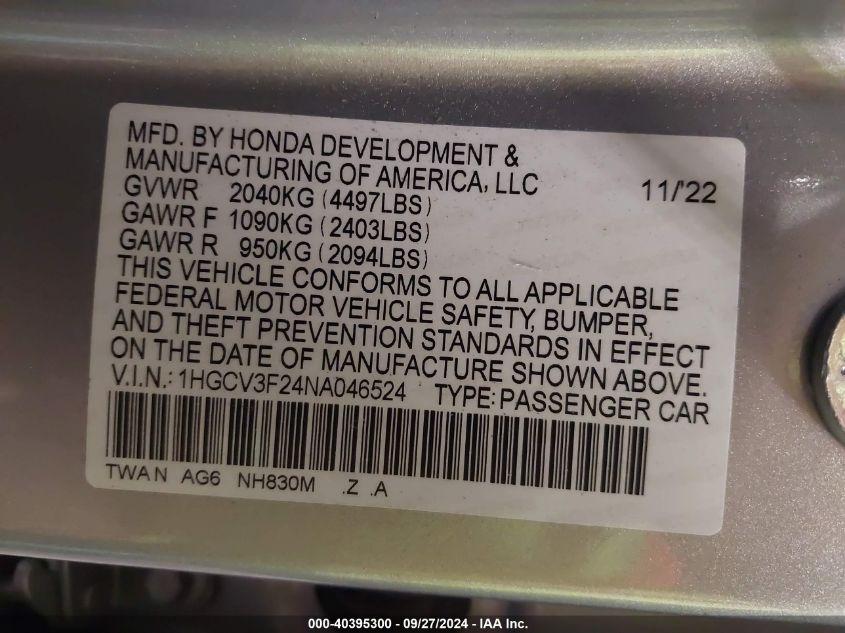 MFD. BY HONDA DEVELOPMENT &
MANUFACTURING OF AMERICA, LLC 11/'22
GVWR 2040KG (4497LBS)
GAWR F 1090KG (2403LBS)
GAWR R 950KG (2094LBS)
THIS VEHICLE CONFORMS TO ALL APPLICABLE
FEDERAL MOTOR VEHICLE SAFETY, BUMPER,
AND THEFT PREVENTION STANDARDS IN EFFECT
ON THE DATE OF MANUFACTURE SHOWN ABOVE.
V.I.N.: 1HGCV3F24NA046524 TYPE: PASSENGER CAR
TWAN AG6 NH830M .Z .A
000-40395300 - 09/27/2024 - IAA Inc.